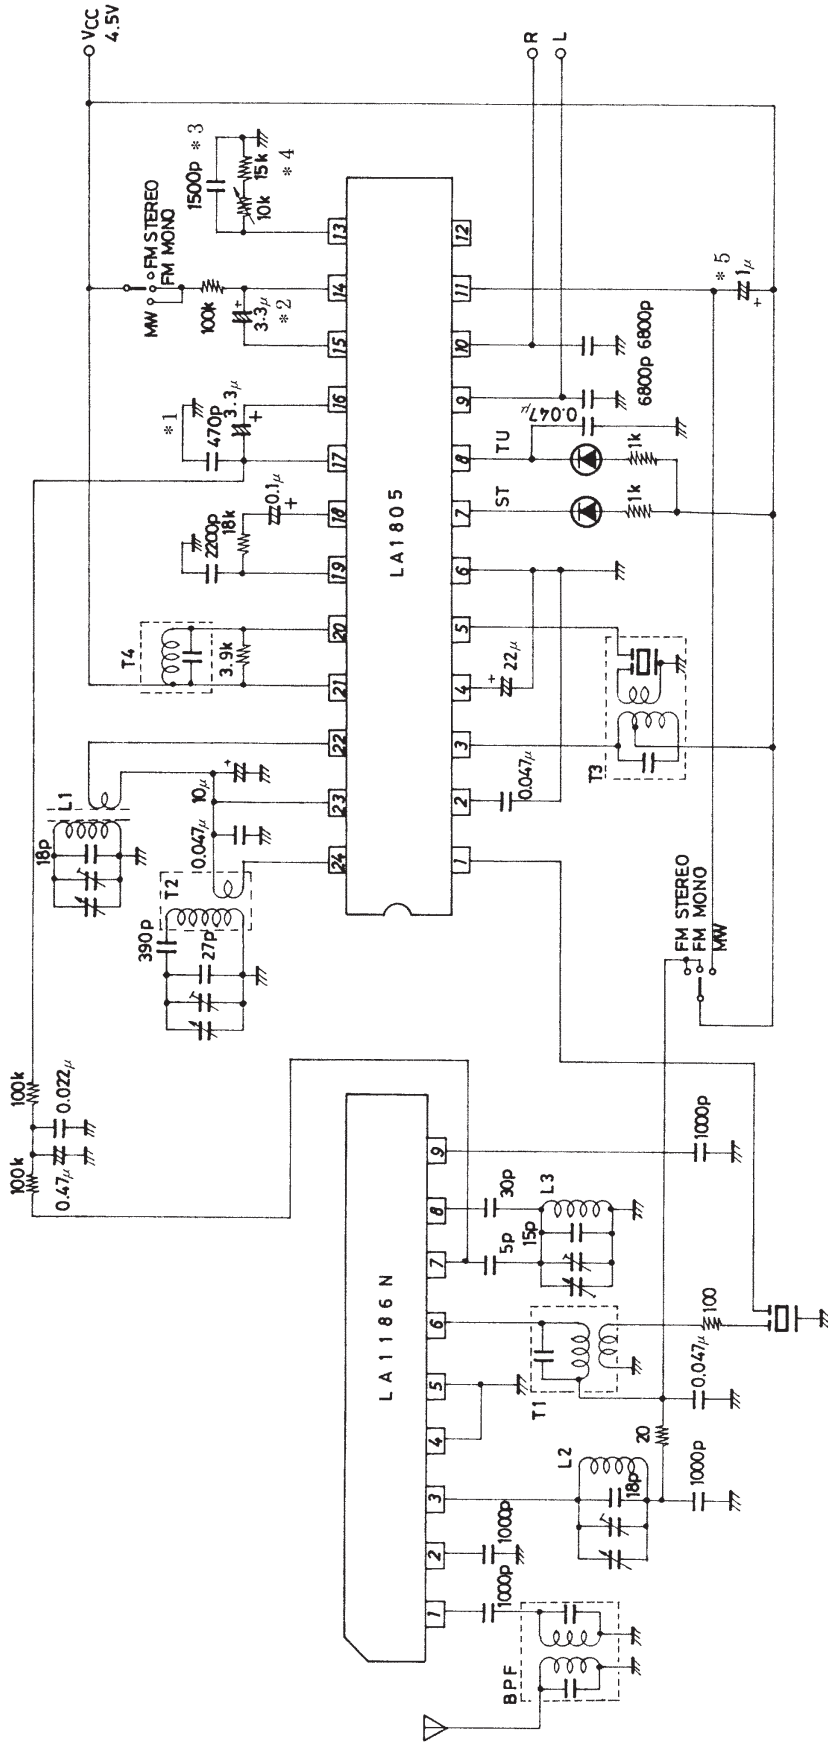 VCC
4.5V
R
L
1500p *3
15k
*4
10k
FM STEREO
FM MONO
MW
100k
3.3μ
*2
*1
470p
3.3μ
2200p
18k
0.1μ
T4
3.9k
L1
18p
10μ
0.047μ
T2
390p
27p
24
23
22
21
20
19
18
17
16
15
14
13
LA1805
1
2
3
4
5
6
7
8
9
10
11
12
0.047μ
22μ
T3
ST
TU
1k
1k
0.047μ
6800p
6800p
*5
1μ
FM STEREO
FM MONO
MW
100k
0.022μ
100k
0.47μ
LA1186N
1
2
3
4
5
6
7
8
9
1000p
1000p
BPF
L2
18p
20
1000p
0.047μ
T1
100
5p
30p
15p
L3
1000p